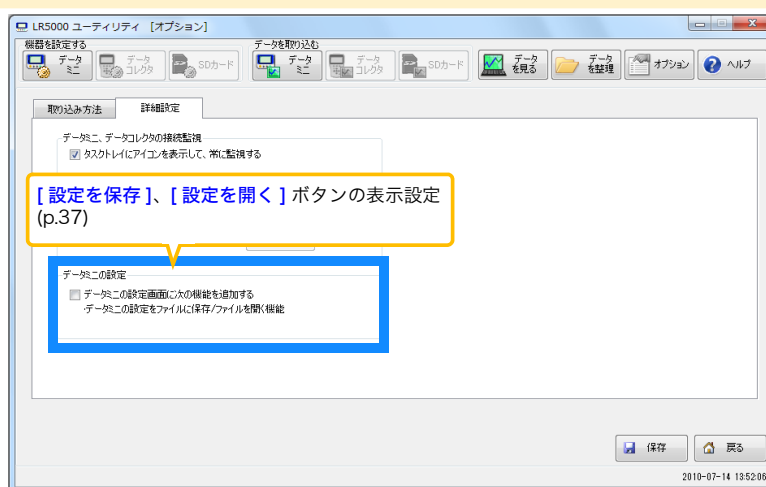 LR5000 ユーティリティ [オプション]
機器を設定する
データを取り込む
データ
ミニ
データ
コレクタ
SDカード
データ
ミニ
データ
コレクタ
SDカード
データ
を見る
データ
を整理
オプション
ヘルプ
取り込み方法
詳細設定
データミニ、データコレクタの接続監視
タスクトレイにアイコンを表示して、常に監視する
[ 設定を保存 ]、[ 設定を開く ] ボタンの表示設定
(p.37)
データミニの設定
データミニの設定画面に次の機能を追加する
・データミニの設定をファイルに保存/ファイルを開く機能
保存
戻る
2010-07-14 13:52:06